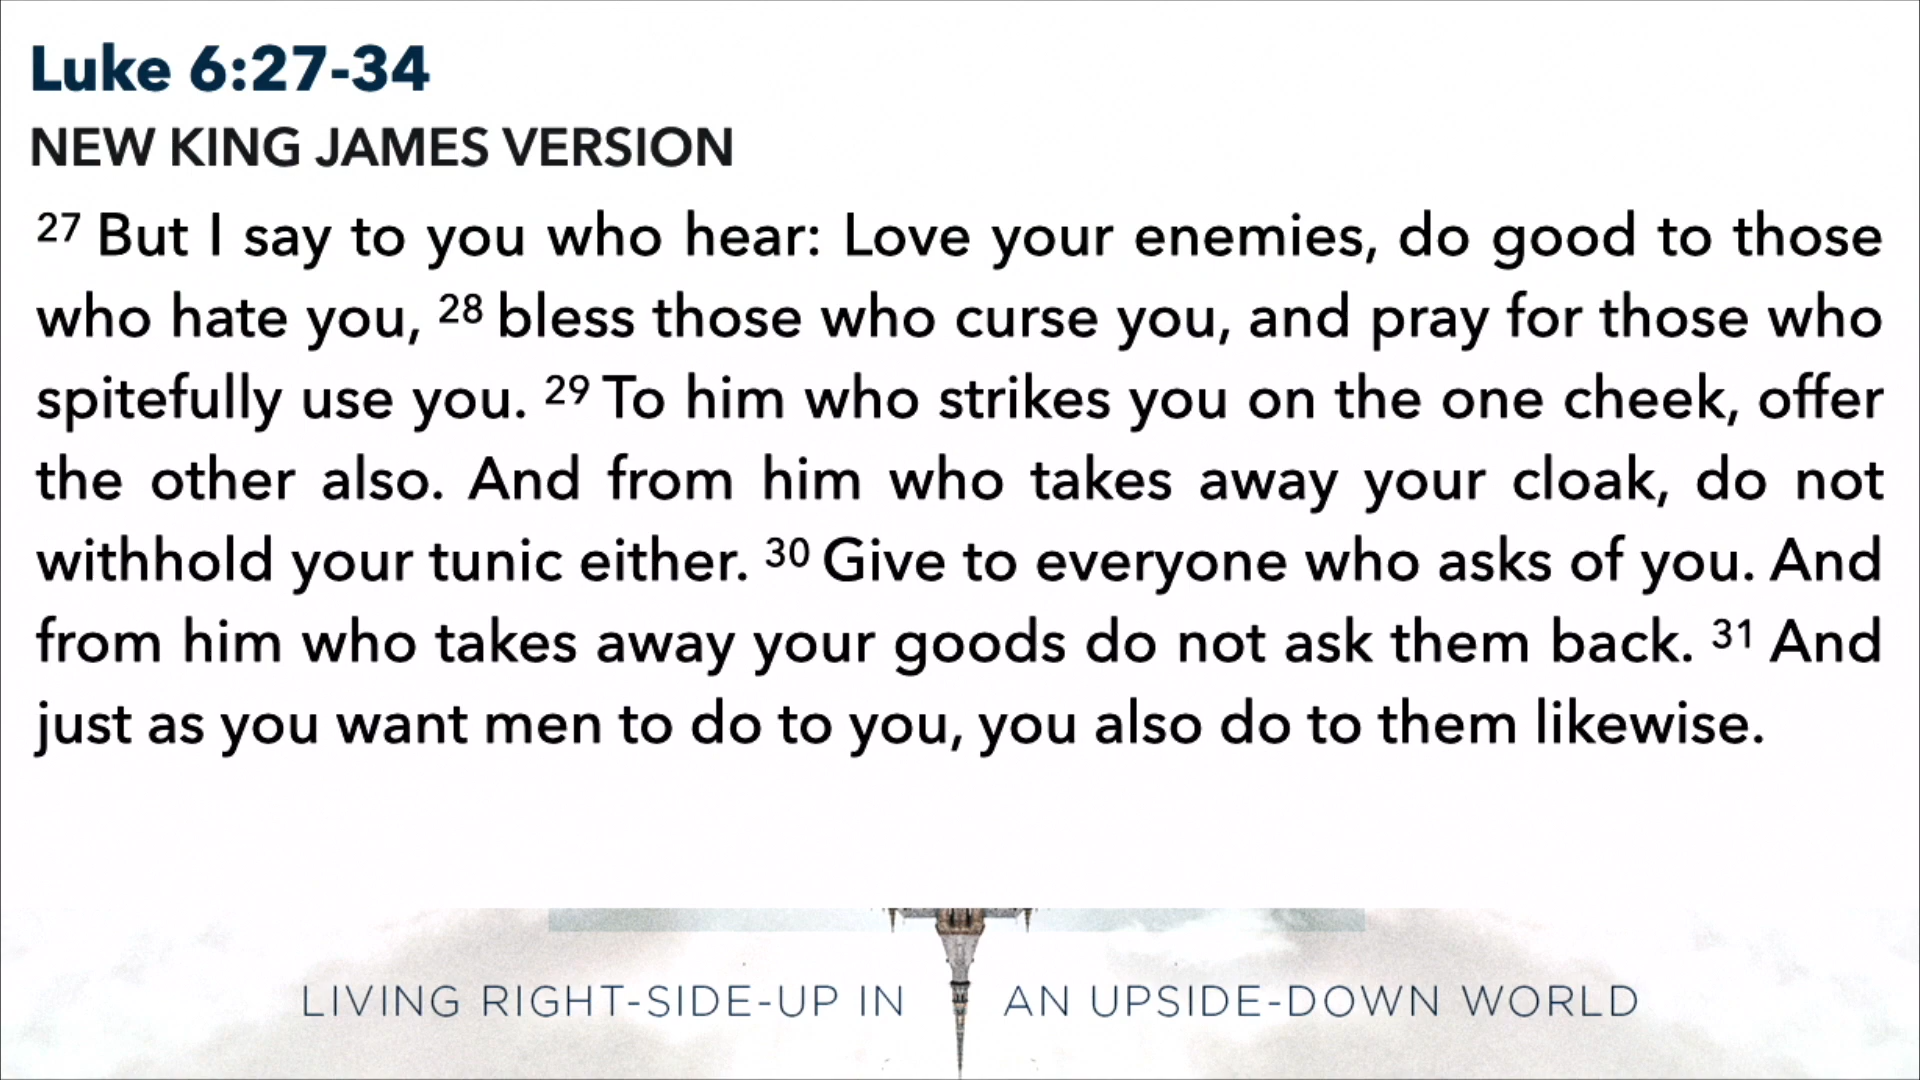 Luke 6:27-34
NEW KING JAMES VERSION
27 But I say to you who hear: Love your enemies, do good to those
who hate you, 28 bless those who curse you, and pray for those who
spitefully use you. 29 To him who strikes you on the one cheek, offer
the other also. And from him who takes away your cloak, do not
withhold your tunic either. 30 Give to everyone who asks of you. And
from him who takes away your goods do not ask them back. 31 And
just as you want men to do to you, you also do to them likewise.
LIVING RIGHT-SIDE-UP IN AN UPSIDE-DOWN WORLD